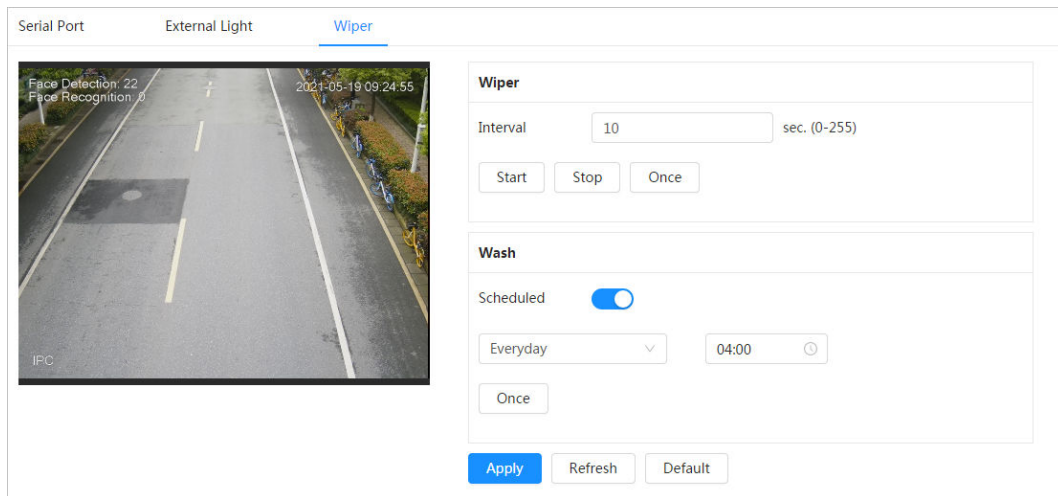 Serial Port External Light Wiper
Face Detection: 22
Face Recognition: 0
2021-05-19 09:24:55
IPC
Wiper
Interval 10 sec. (0-255)
Start Stop Once
Wash
Scheduled
Everyday 04:00
Once
Apply Refresh Default